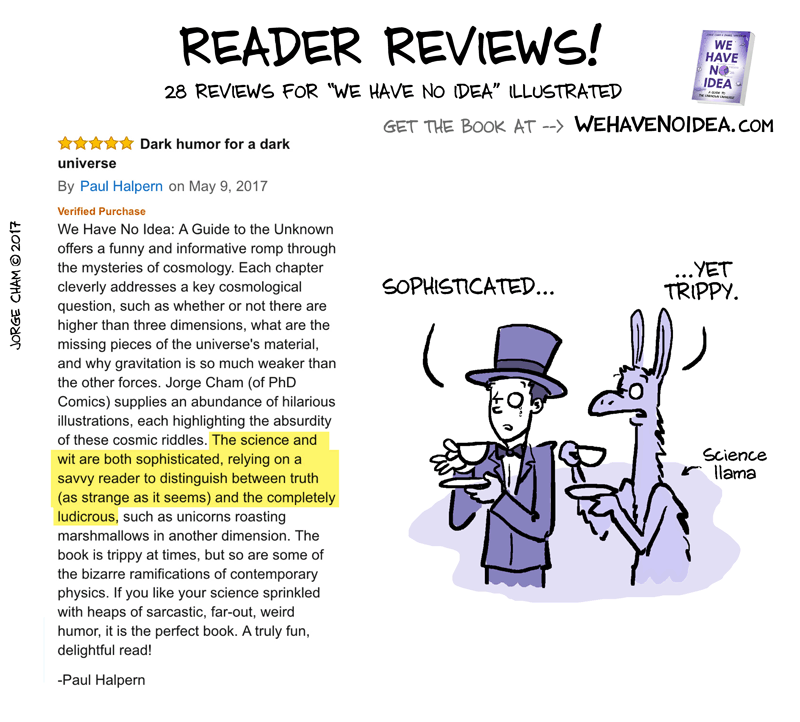 READER REVIEWS!
28 REVIEWS FOR "WE HAVE NO IDEA" ILLUSTRATED
WE
HAVE
NO
IDEA
GET THE BOOK AT --> WEHAVENOIDEA.COM
Dark humor for a dark
universe
By Paul Halpern on May 9, 2017
Verified Purchase
We Have No Idea: A Guide to the Unknown
offers a funny and informative romp through
the mysteries of cosmology. Each chapter
cleverly addresses a key cosmological
question, such as whether or not there are
higher than three dimensions, what are the
missing pieces of the universe's material,
and why gravitation is so much weaker than
the other forces. Jorge Cham (of PhD
Comics) supplies an abundance of hilarious
illustrations, each highlighting the absurdity
of these cosmic riddles. The science and
wit are both sophisticated, relying on a
savvy reader to distinguish between truth
(as strange as it seems) and the completely
ludicrous, such as unicorns roasting
marshmallows in another dimension. The
book is trippy at times, but so are some of
the bizarre ramifications of contemporary
physics. If you like your science sprinkled
with heaps of sarcastic, far-out, weird
humor, it is the perfect book. A truly fun,
delightful read!
-Paul Halpern
JORGE CHAM © 2017
SOPHISTICATED...
...YET
TRIPPY.
Science
llama